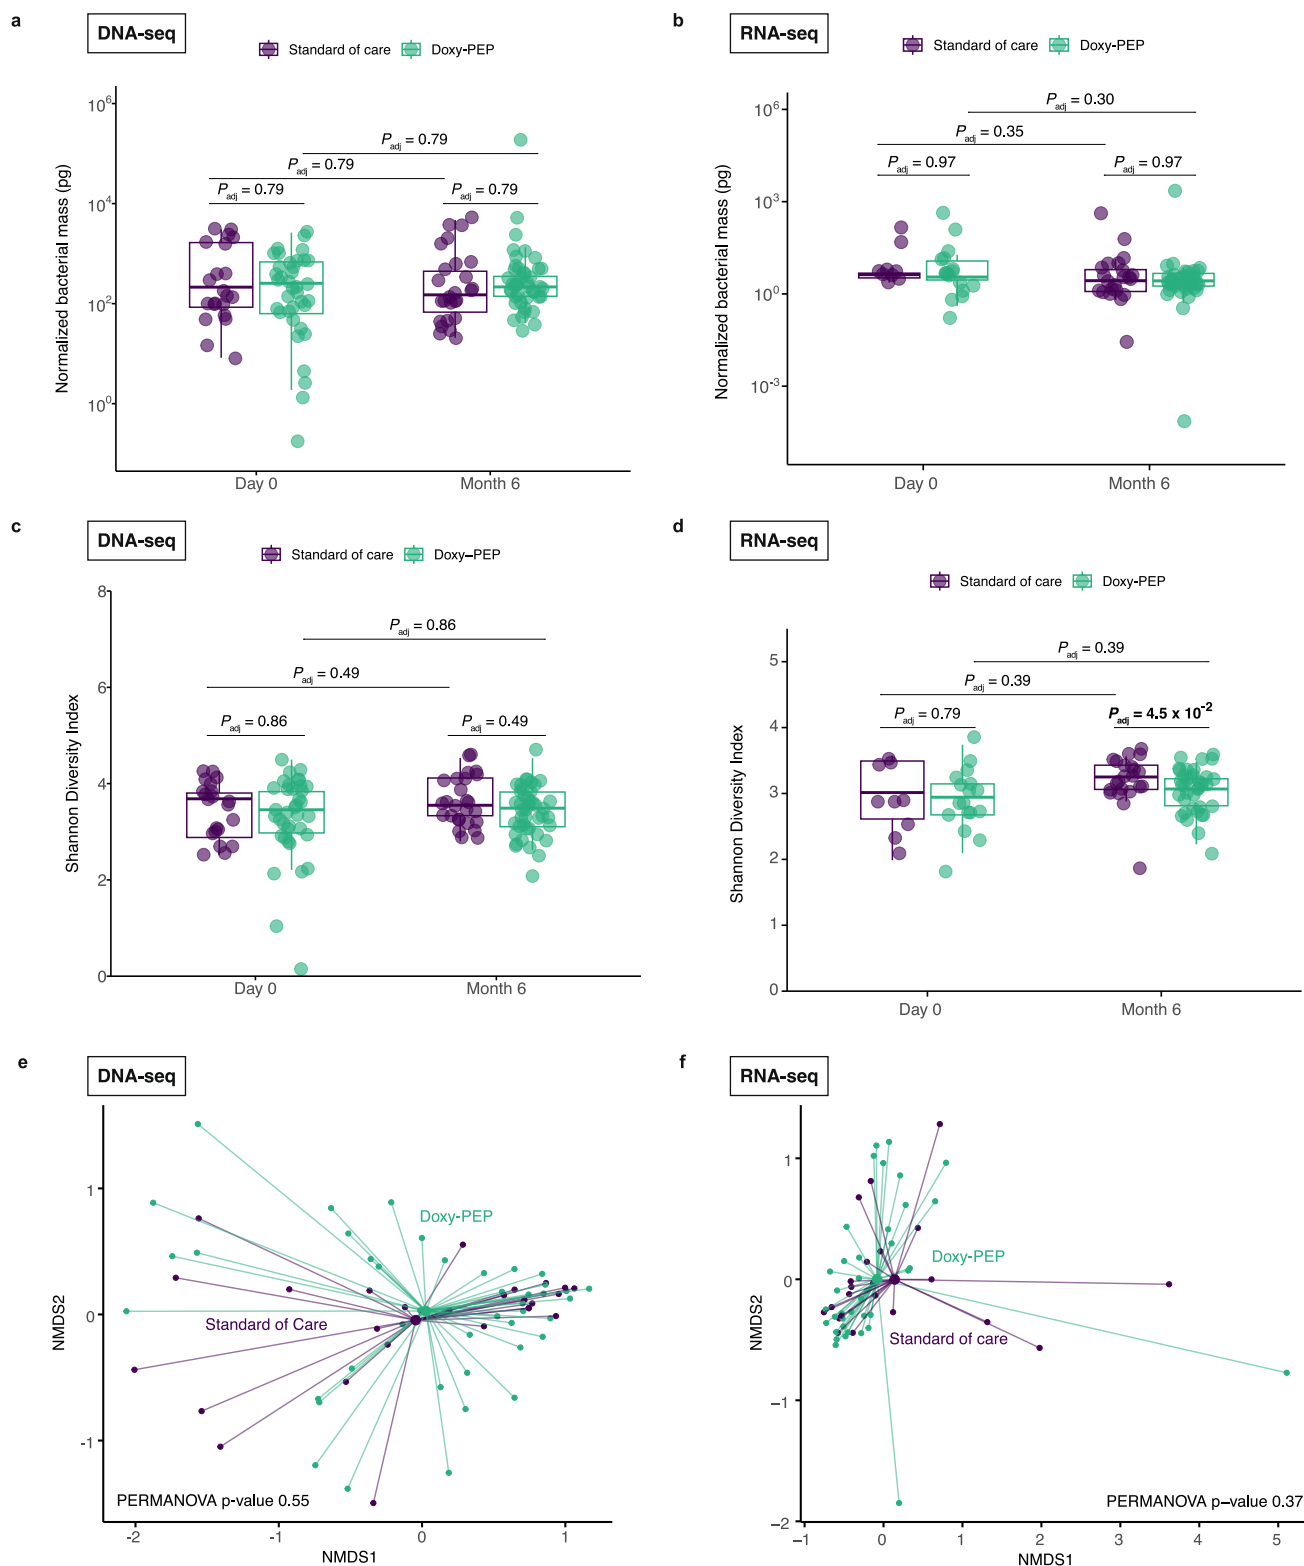 a
DNA-seq
Standard of care
Doxy-PEP
Normalized bacterial mass (pg)
10^6
10^4
10^2
10^0
P_adj = 0.79
P_adj = 0.79
P_adj = 0.79
P_adj = 0.79
Day 0
Month 6
b
RNA-seq
Standard of care
Doxy-PEP
Normalized bacterial mass (pg)
10^6
10^3
10^0
10^-3
P_adj = 0.30
P_adj = 0.35
P_adj = 0.97
P_adj = 0.97
Day 0
Month 6
c
DNA-seq
Standard of care
Doxy–PEP
Shannon Diversity Index
8
6
4
2
0
P_adj = 0.86
P_adj = 0.49
P_adj = 0.86
P_adj = 0.49
Day 0
Month 6
d
RNA-seq
Standard of care
Doxy-PEP
Shannon Diversity Index
5
4
3
2
1
0
P_adj = 0.39
P_adj = 0.39
P_adj = 0.79
P_adj = 4.5 x 10^-2
Day 0
Month 6
e
DNA-seq
NMDS2
1
0
-1
Doxy-PEP
Standard of Care
PERMANOVA p-value 0.55
-2
-1
0
1
NMDS1
f
RNA-seq
NMDS2
1
0
−1
−2
Doxy-PEP
Standard of care
PERMANOVA p−value 0.37
−1
0
1
2
3
4
5
NMDS1